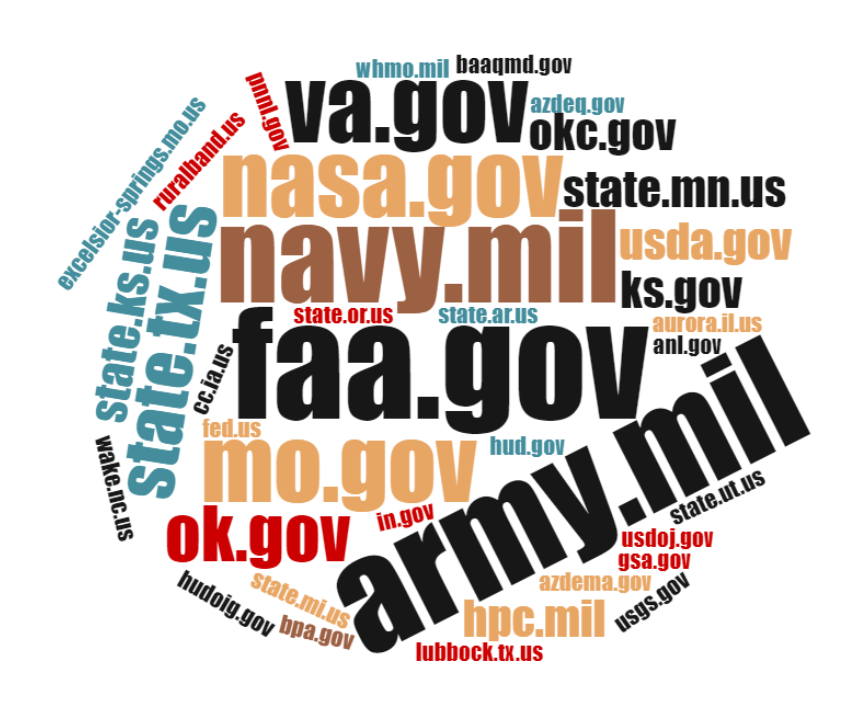 whmo.mil
baaqmd.gov
pnnl.gov
va.gov
azdeq.gov
okc.gov
excelsior-springs.mo.us
ruralband.us
nasa.gov
state.mn.us
state.ks.us
state.tx.us
navy.mil
usda.gov
ks.gov
state.or.us
state.ar.us
aurora.il.us
anl.gov
faa.gov
cc.ia.us
fed.us
mo.gov
hud.gov
army.mil
wake.nc.us
ok.gov
in.gov
state.ut.us
usdoj.gov
gsa.gov
hudoig.gov
state.mi.us
bpa.gov
azdema.gov
usgs.gov
hpc.mil
lubbock.tx.us